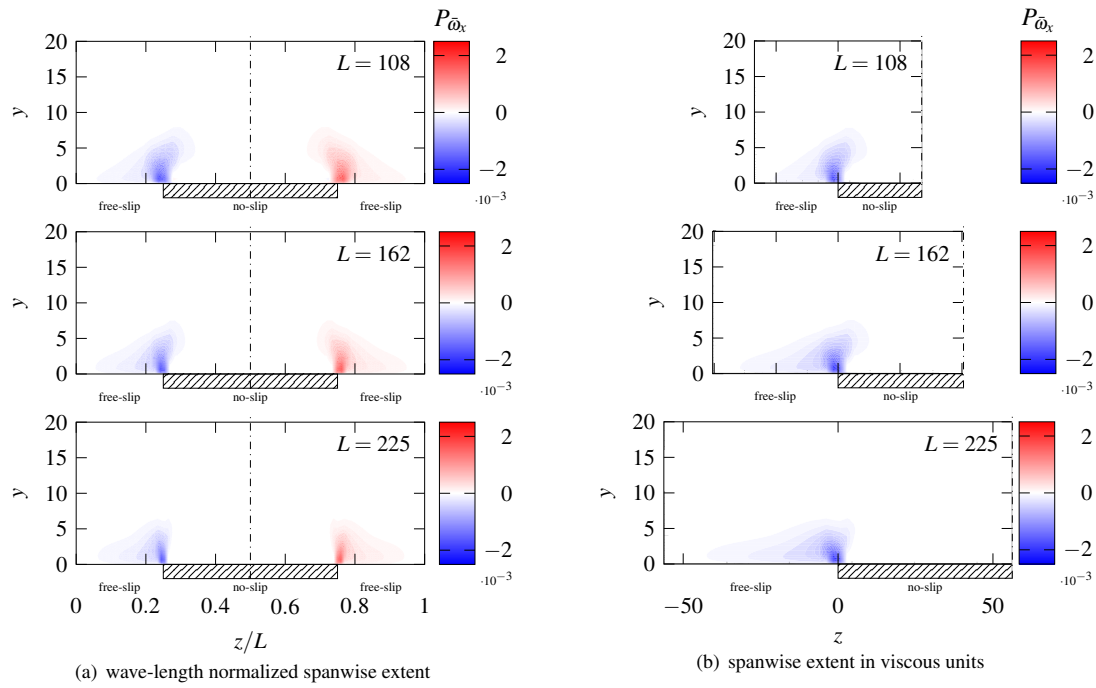 P_{ω̄x}
20
15
10
5
0
y
L = 108
2
0
−2
·10⁻³
free-slip
no-slip
free-slip
20
15
10
5
0
y
L = 162
2
0
−2
·10⁻³
free-slip
no-slip
free-slip
20
15
10
5
0
y
L = 225
2
0
−2
·10⁻³
free-slip
no-slip
free-slip
0 0.2 0.4 0.6 0.8 1
z/L
(a) wave-length normalized spanwise extent
P_{ω̄x}
20
15
10
5
0
y
L = 108
2
0
−2
·10⁻³
free-slip
no-slip
20
15
10
5
0
y
L = 162
2
0
−2
·10⁻³
free-slip
no-slip
20
15
10
5
0
y
L = 225
2
0
−2
·10⁻³
free-slip
no-slip
−50 0 50
z
(b) spanwise extent in viscous units